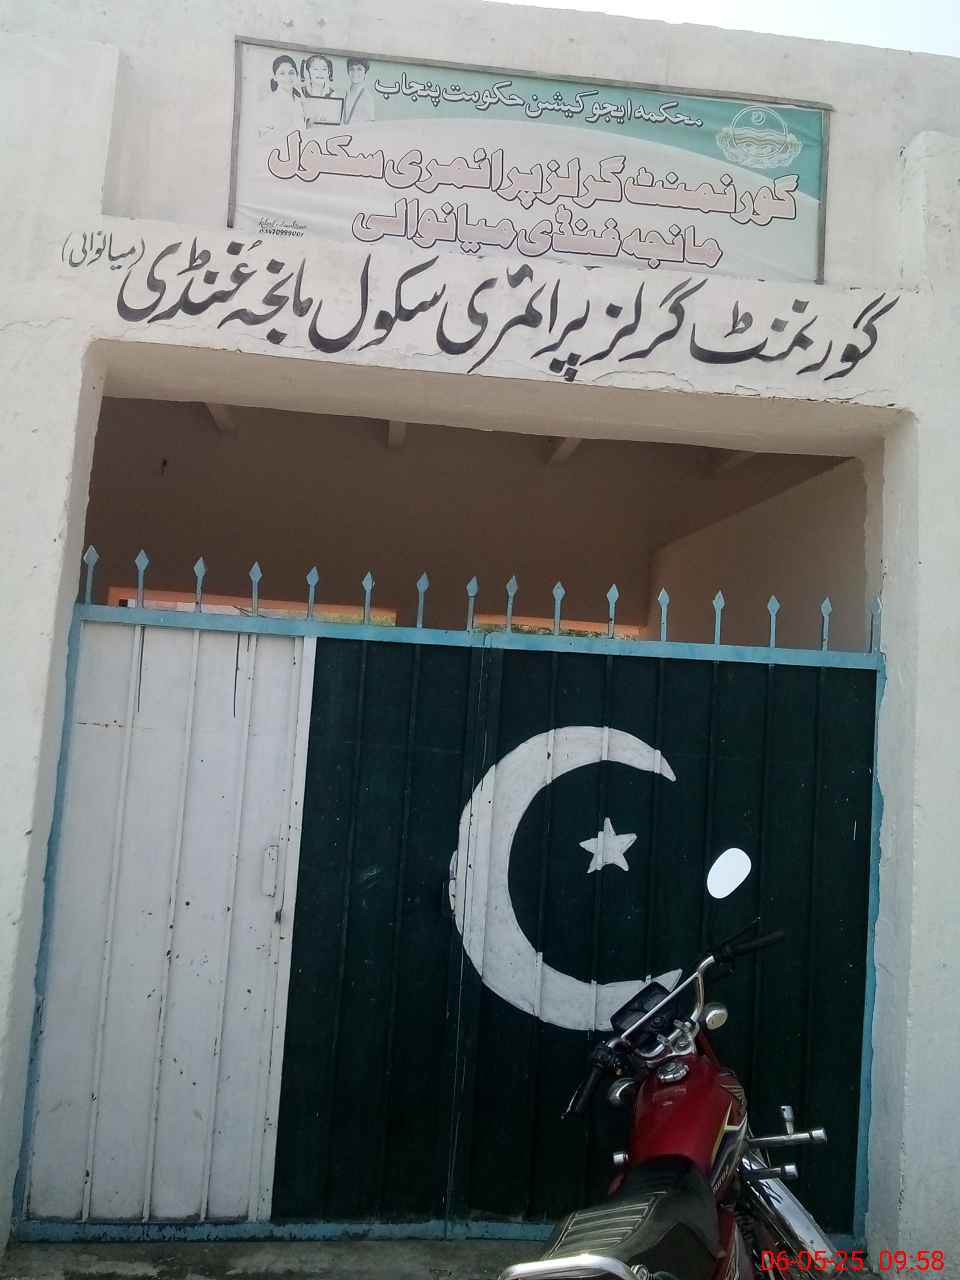 محکمہ ایجوکیشن حکومت پنجاب
گورنمنٹ گرلز پرائمری سکول
مانجہ غنڈی میانوالی
گورنمنٹ گرلز پرائمری سکول مانجہ غنڈی (میانوالی)
06-05-25 09:58